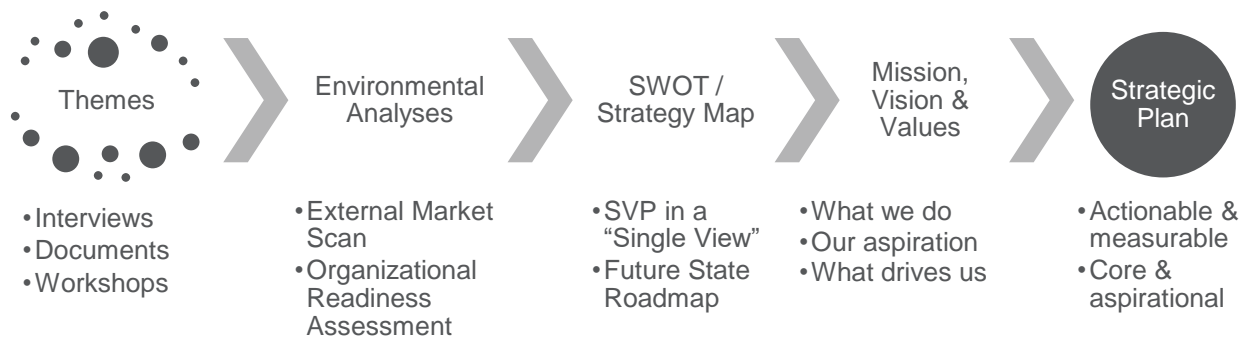 Themes
Environmental
Analyses
SWOT /
Strategy Map
Mission,
Vision &
Values
Strategic
Plan
•Interviews
•Documents
•Workshops
•External Market
Scan
•Organizational
Readiness
Assessment
•SVP in a
“Single View”
•Future State
Roadmap
•What we do
•Our aspiration
•What drives us
•Actionable &
measurable
•Core &
aspirational